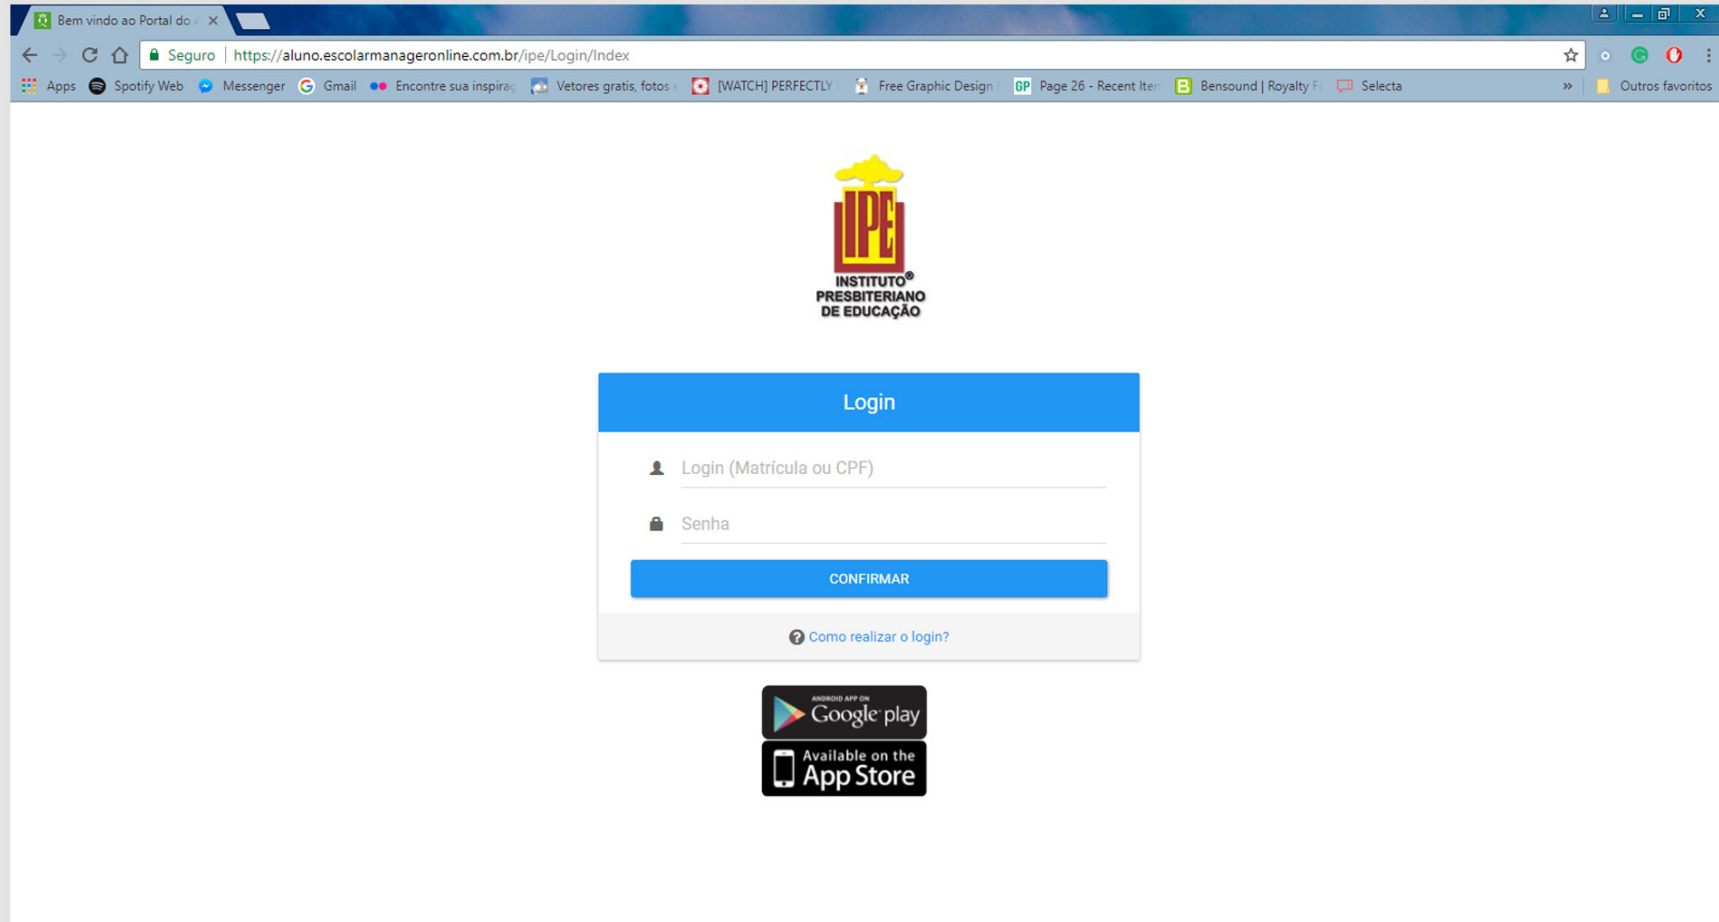 Bem vindo ao Portal do
Seguro
https://aluno.escolarmanageronline.com.br/ipe/Login/Index
Apps
Spotify Web
Messenger
Gmail
Encontre sua inspiraç
Vetores gratis, fotos
[WATCH] PERFECTLY
Free Graphic Design
GP
Page 26 - Recent Iten
Bensound | Royalty F
Selecta
»
Outros favoritos
IPE
INSTITUTO®
PRESBITERIANO
DE EDUCAÇÃO
Login
Login (Matrícula ou CPF)
Senha
CONFIRMAR
Como realizar o login?
ANDROID APP ON
Google play
Available on the
App Store